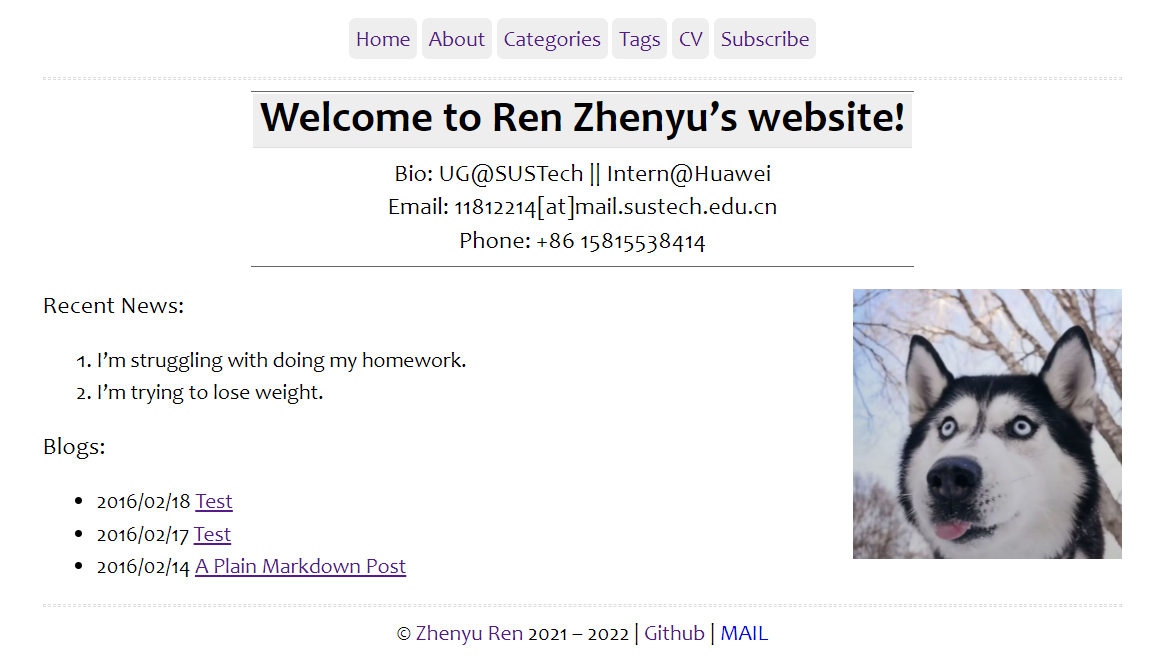 Home About Categories Tags CV Subscribe
Welcome to Ren Zhenyu’s website!
Bio: UG@SUSTech || Intern@Huawei
Email: 11812214[at]mail.sustech.edu.cn
Phone: +86 15815538414
Recent News:
1. I’m struggling with doing my homework.
2. I’m trying to lose weight.
Blogs:
• 2016/02/18 Test
• 2016/02/17 Test
• 2016/02/14 A Plain Markdown Post
© Zhenyu Ren 2021 – 2022 | Github | MAIL